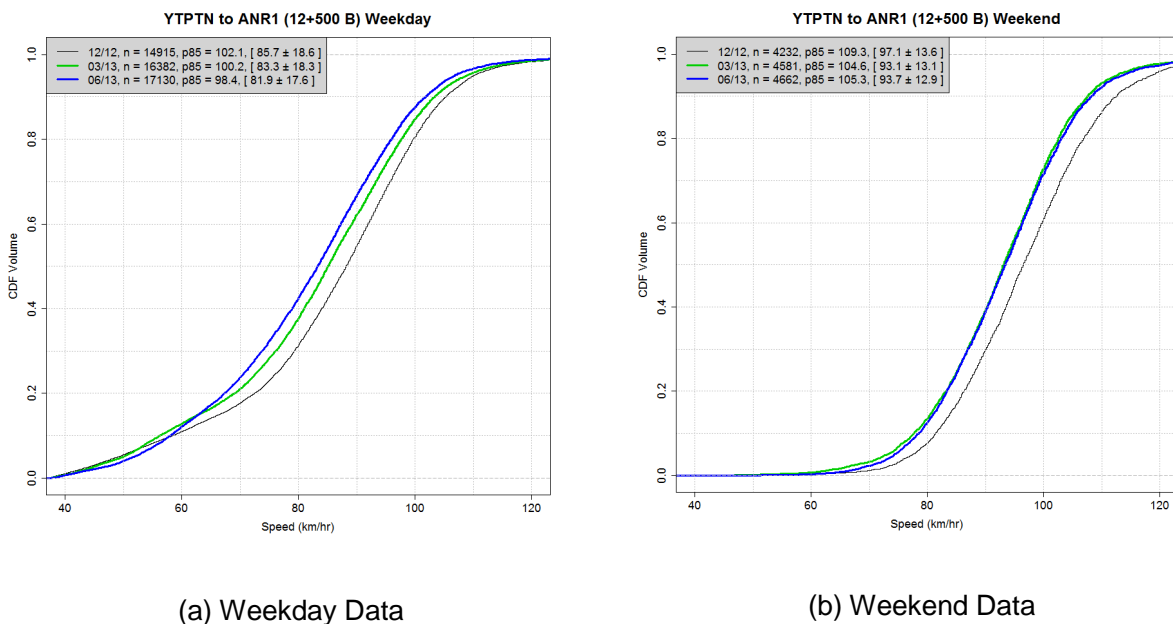 YTPTN to ANR1 (12+500 B) Weekday
12/12, n = 14915, p85 = 102.1, [ 85.7 ± 18.6 ]
03/13, n = 16382, p85 = 100.2, [ 83.3 ± 18.3 ]
06/13, n = 17130, p85 = 98.4, [ 81.9 ± 17.6 ]
CDF Volume
1.0
0.8
0.6
0.4
0.2
0.0
40 60 80 100 120
Speed (km/hr)
(a) Weekday Data
YTPTN to ANR1 (12+500 B) Weekend
12/12, n = 4232, p85 = 109.3, [ 97.1 ± 13.6 ]
03/13, n = 4581, p85 = 104.6, [ 93.1 ± 13.1 ]
06/13, n = 4662, p85 = 105.3, [ 93.7 ± 12.9 ]
CDF Volume
1.0
0.8
0.6
0.4
0.2
0.0
40 60 80 100 120
Speed (km/hr)
(b) Weekend Data